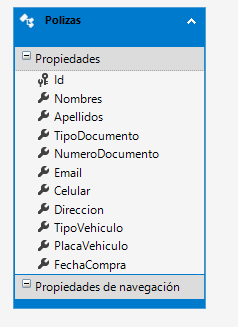 Polizas
Propiedades
Id
Nombres
Apellidos
TipoDocumento
NumeroDocumento
Email
Celular
Direccion
TipoVehiculo
PlacaVehiculo
FechaCompra
Propiedades de navegación